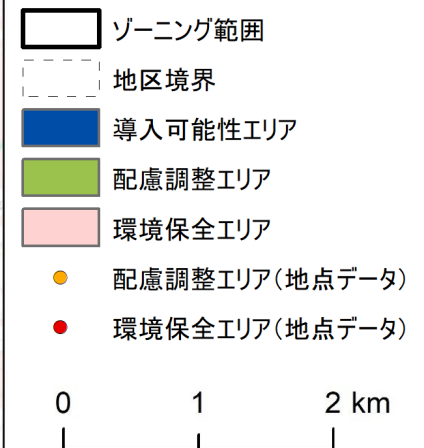 ゾーニング範囲
地区境界
導入可能性エリア
配慮調整エリア
環境保全エリア
配慮調整エリア(地点データ)
環境保全エリア(地点データ)
0 1 2 km